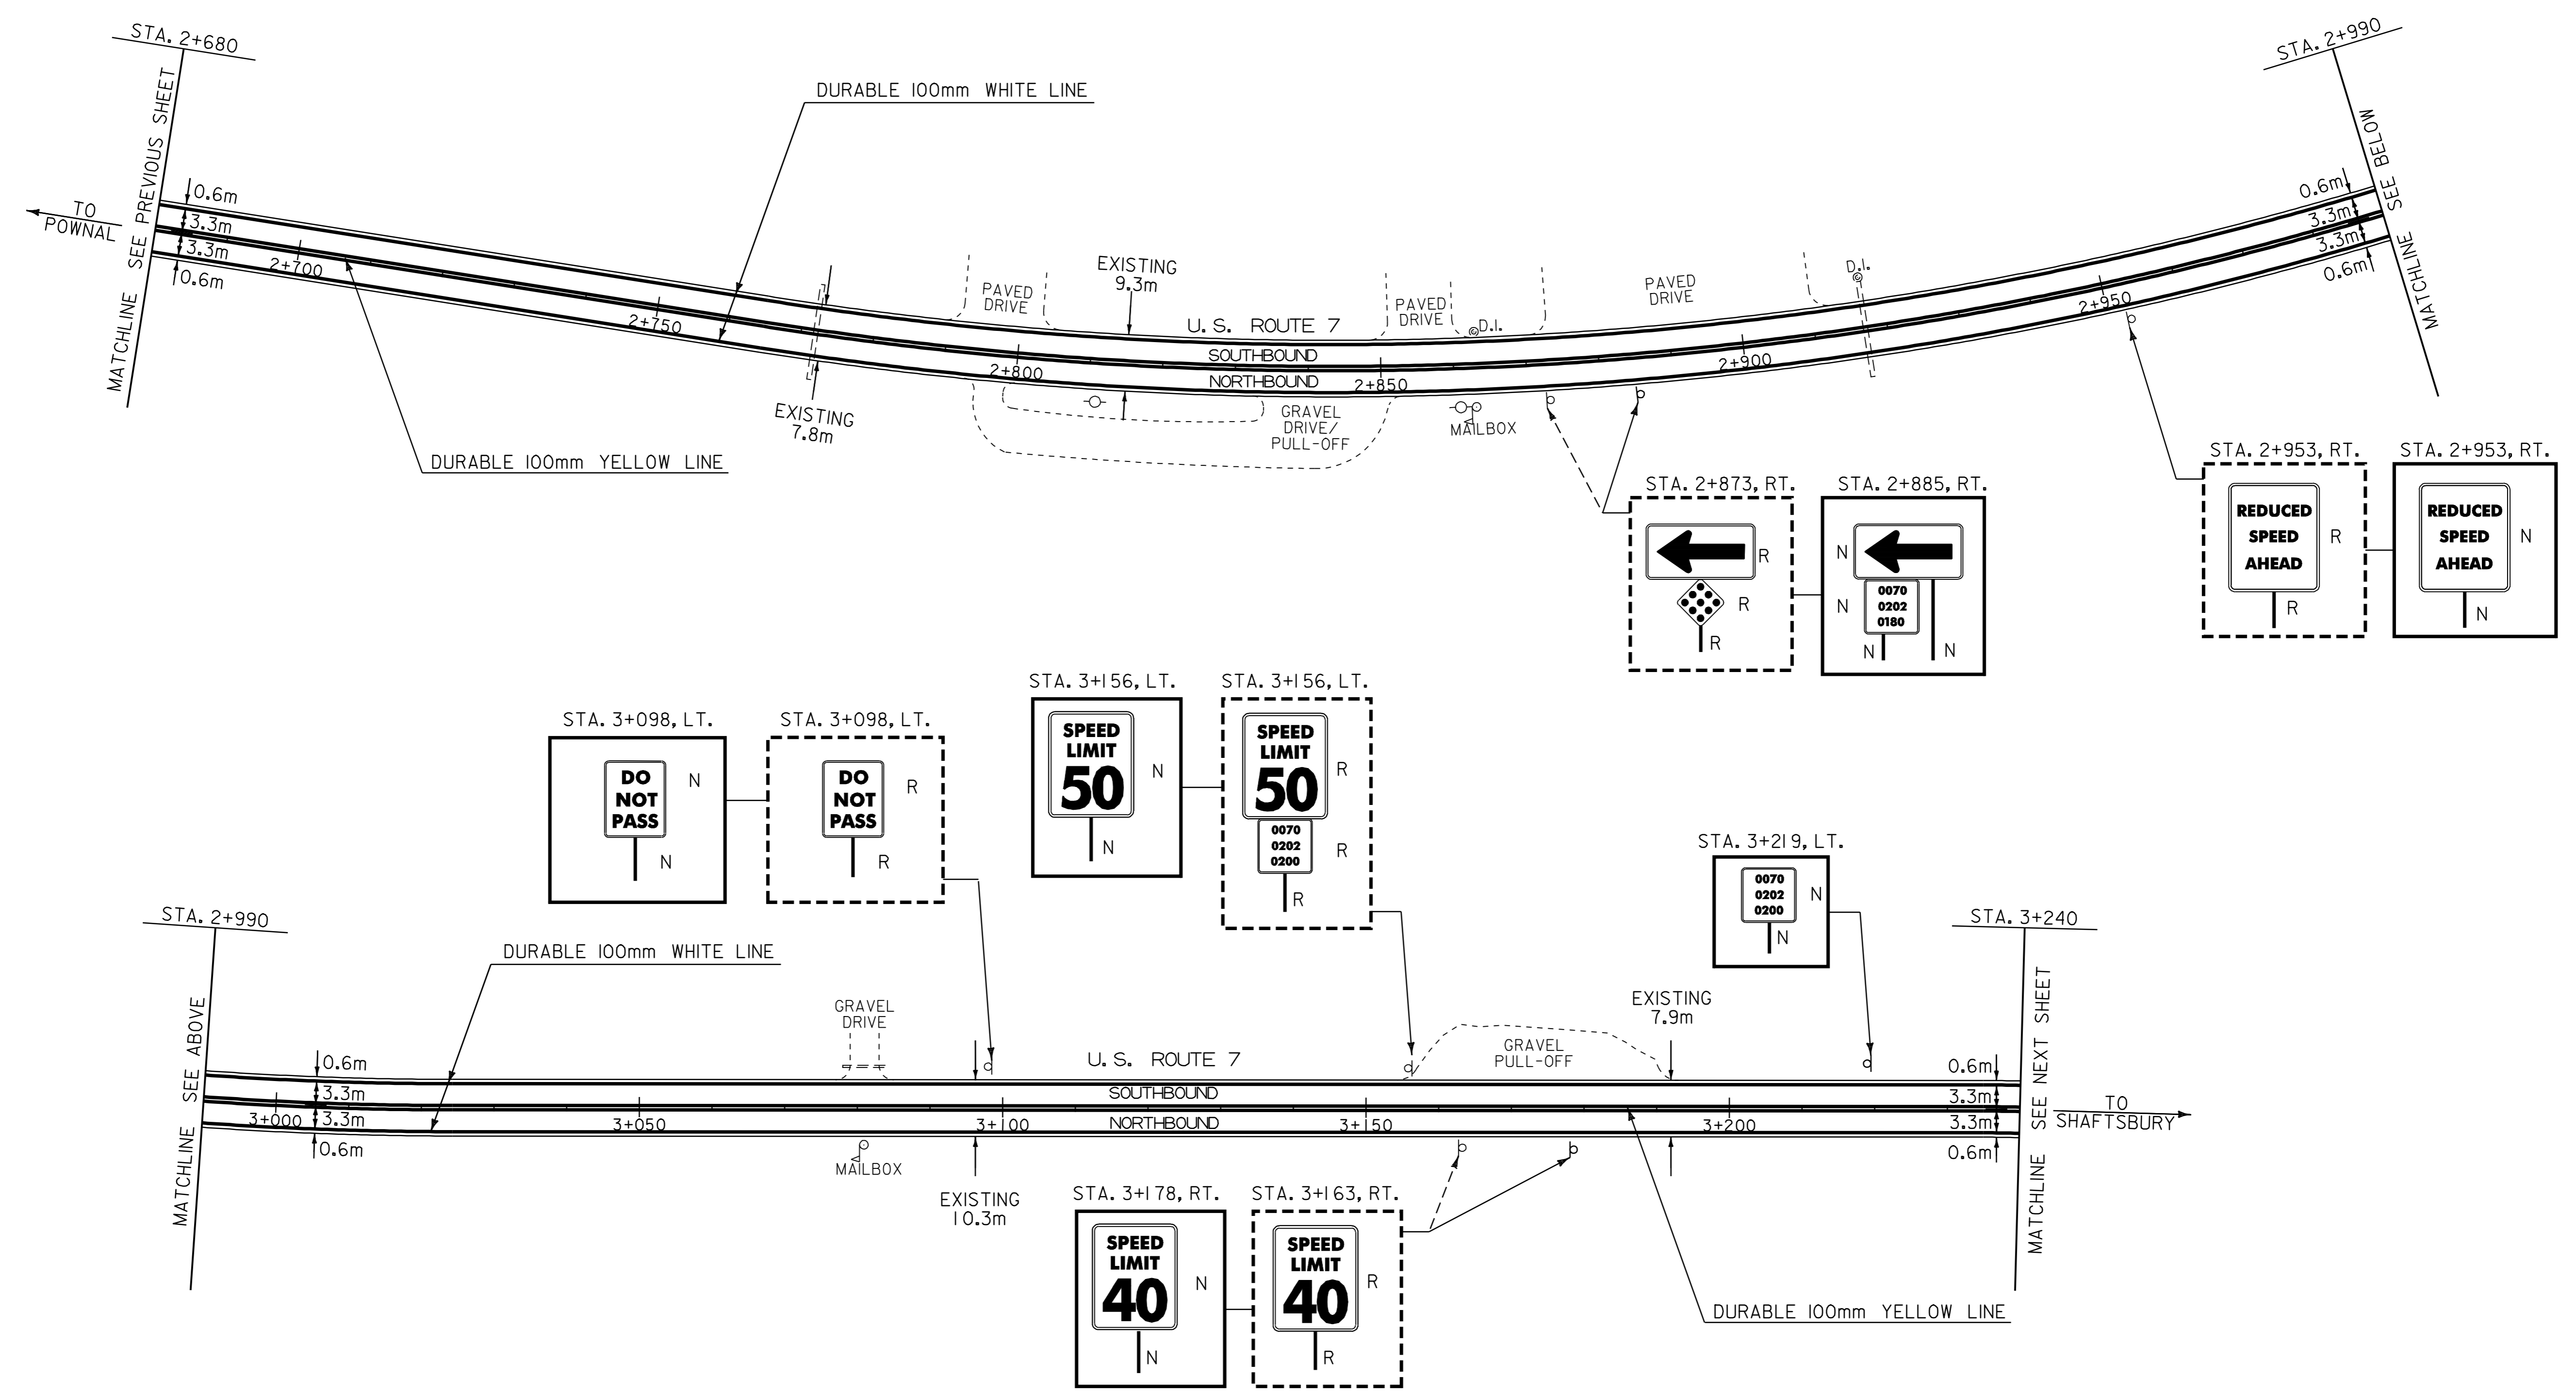 STA. 2+680
STA. 2+990
MATCHLINE SEE PREVIOUS SHEET
MATCHLINE SEE BELOW
TO
POWNAL
0.6m
3.3m
3.3m
0.6m
0.6m
3.3m
3.3m
0.6m
DURABLE 100mm WHITE LINE
DURABLE 100mm YELLOW LINE
2+700
2+750
2+800
2+850
2+900
2+950
EXISTING
7.8m
PAVED
DRIVE
EXISTING
9.3m
U.S. ROUTE 7
SOUTHBOUND
NORTHBOUND
PAVED
DRIVE
D.I.
PAVED
DRIVE
D.I.
GRAVEL
DRIVE/
PULL-OFF
MAILBOX
STA. 2+873, RT.
R
R
R
STA. 2+885, RT.
N
N
0070
0202
0180
N
N
STA. 2+953, RT.
REDUCED
SPEED
AHEAD
R
R
STA. 2+953, RT.
REDUCED
SPEED
AHEAD
N
N
STA. 3+098, LT.
DO
NOT
PASS
N
N
STA. 3+098, LT.
DO
NOT
PASS
R
R
STA. 3+156, LT.
SPEED
LIMIT
50
N
N
STA. 3+156, LT.
SPEED
LIMIT
50
R
0070
0202
0200
R
R
STA. 3+219, LT.
0070
0202
0200
N
N
STA. 2+990
STA. 3+240
MATCHLINE SEE ABOVE
MATCHLINE SEE NEXT SHEET
DURABLE 100mm WHITE LINE
GRAVEL
DRIVE
U.S. ROUTE 7
SOUTHBOUND
NORTHBOUND
GRAVEL
PULL-OFF
EXISTING
7.9m
0.6m
3.3m
3.3m
0.6m
0.6m
3.3m
3.3m
0.6m
3+000
3+050
3+100
3+150
3+200
TO
SHAFTSBURY
MAILBOX
EXISTING
10.3m
STA. 3+178, RT.
SPEED
LIMIT
40
N
N
STA. 3+163, RT.
SPEED
LIMIT
40
R
R
DURABLE 100mm YELLOW LINE